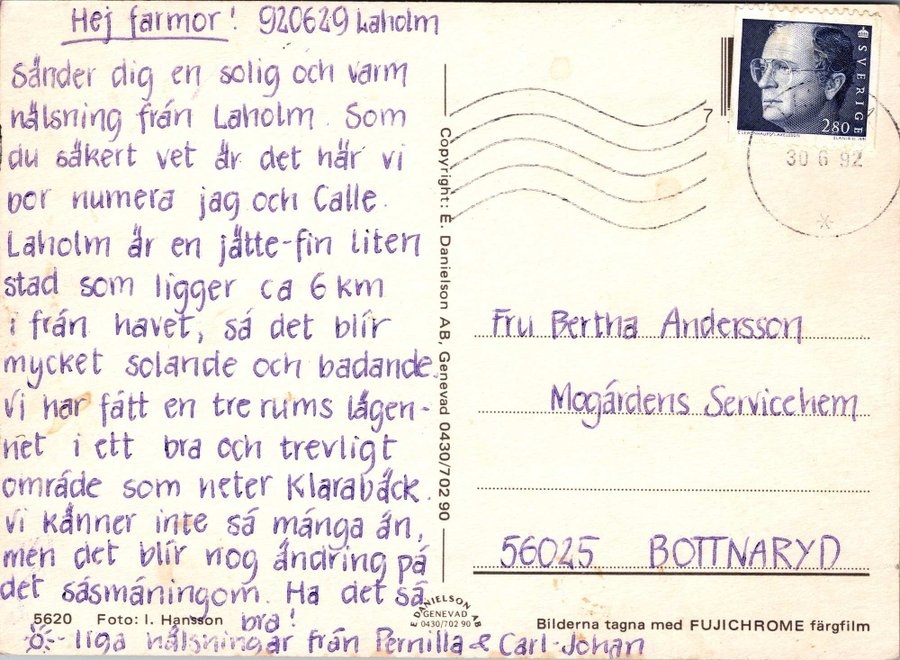 Hej farmor! 920629 Laholm
Sänder dig en solig och varm
hälsning från Laholm. Som
du säkert vet är det här vi
bor numera jag och Calle.
Laholm är en jätte-fin liten
stad som ligger ca 6 km
ifrån havet, så det blir
mycket solande och badande.
Vi har fått en tre rums lägen-
het i ett bra och trevligt
område som heter Klarabäck.
Vi känner inte så många än,
men det blir nog ändring på
det såsmåningom. Ha det så
bra!
liga hälsningar från Pernilla & Carl-Johan
5620 Foto: I. Hansson
Copyright: E. Danielson AB, Genevad 0430/702 90
E DANIELSON AB
GENEVAD
0430/702 90
SVERIGE
280
30 6 92
Fru Bertha Andersson
Mogårdens Servicehem
56025 BOTTNARYD
Bilderna tagna med FUJICHROME färgfilm